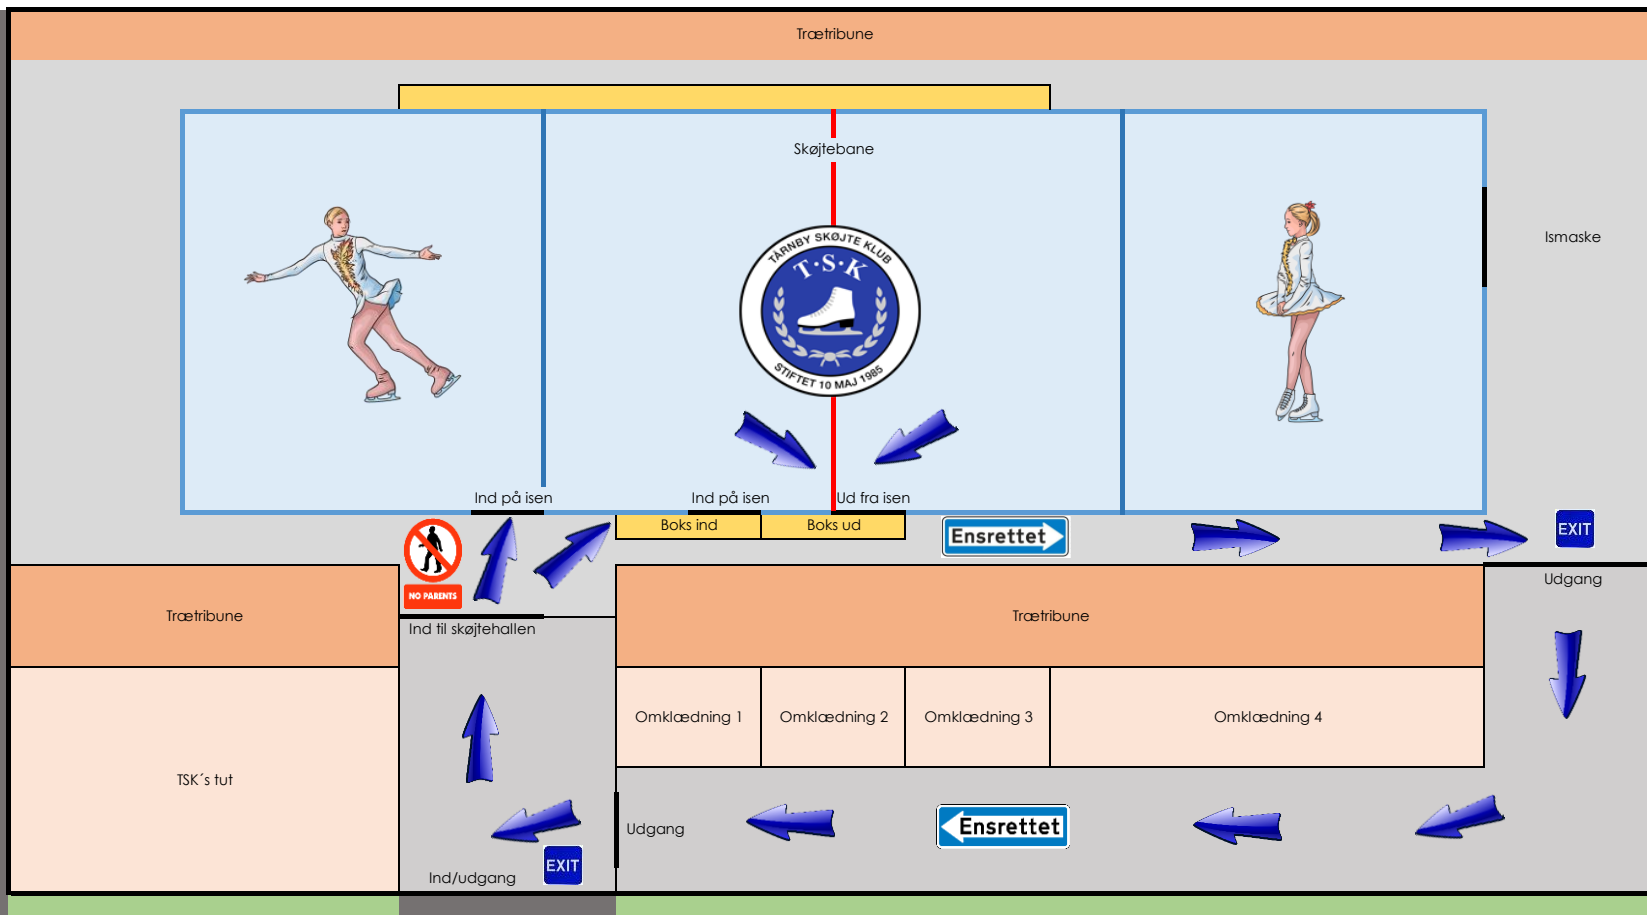 Trætribune
Skøjtebane
TÅRNBY SKØJTE KLUB
T·S·K
STIFTET 10 MAJ 1985
Ismaske
Ind på isen
Ind på isen
Ud fra isen
Boks ind
Boks ud
Ensrettet
EXIT
NO PARENTS
Udgang
Trætribune
Ind til skøjtehallen
Trætribune
Omklædning 1
Omklædning 2
Omklædning 3
Omklædning 4
TSK´s tut
Udgang
Ensrettet
EXIT
Ind/udgang